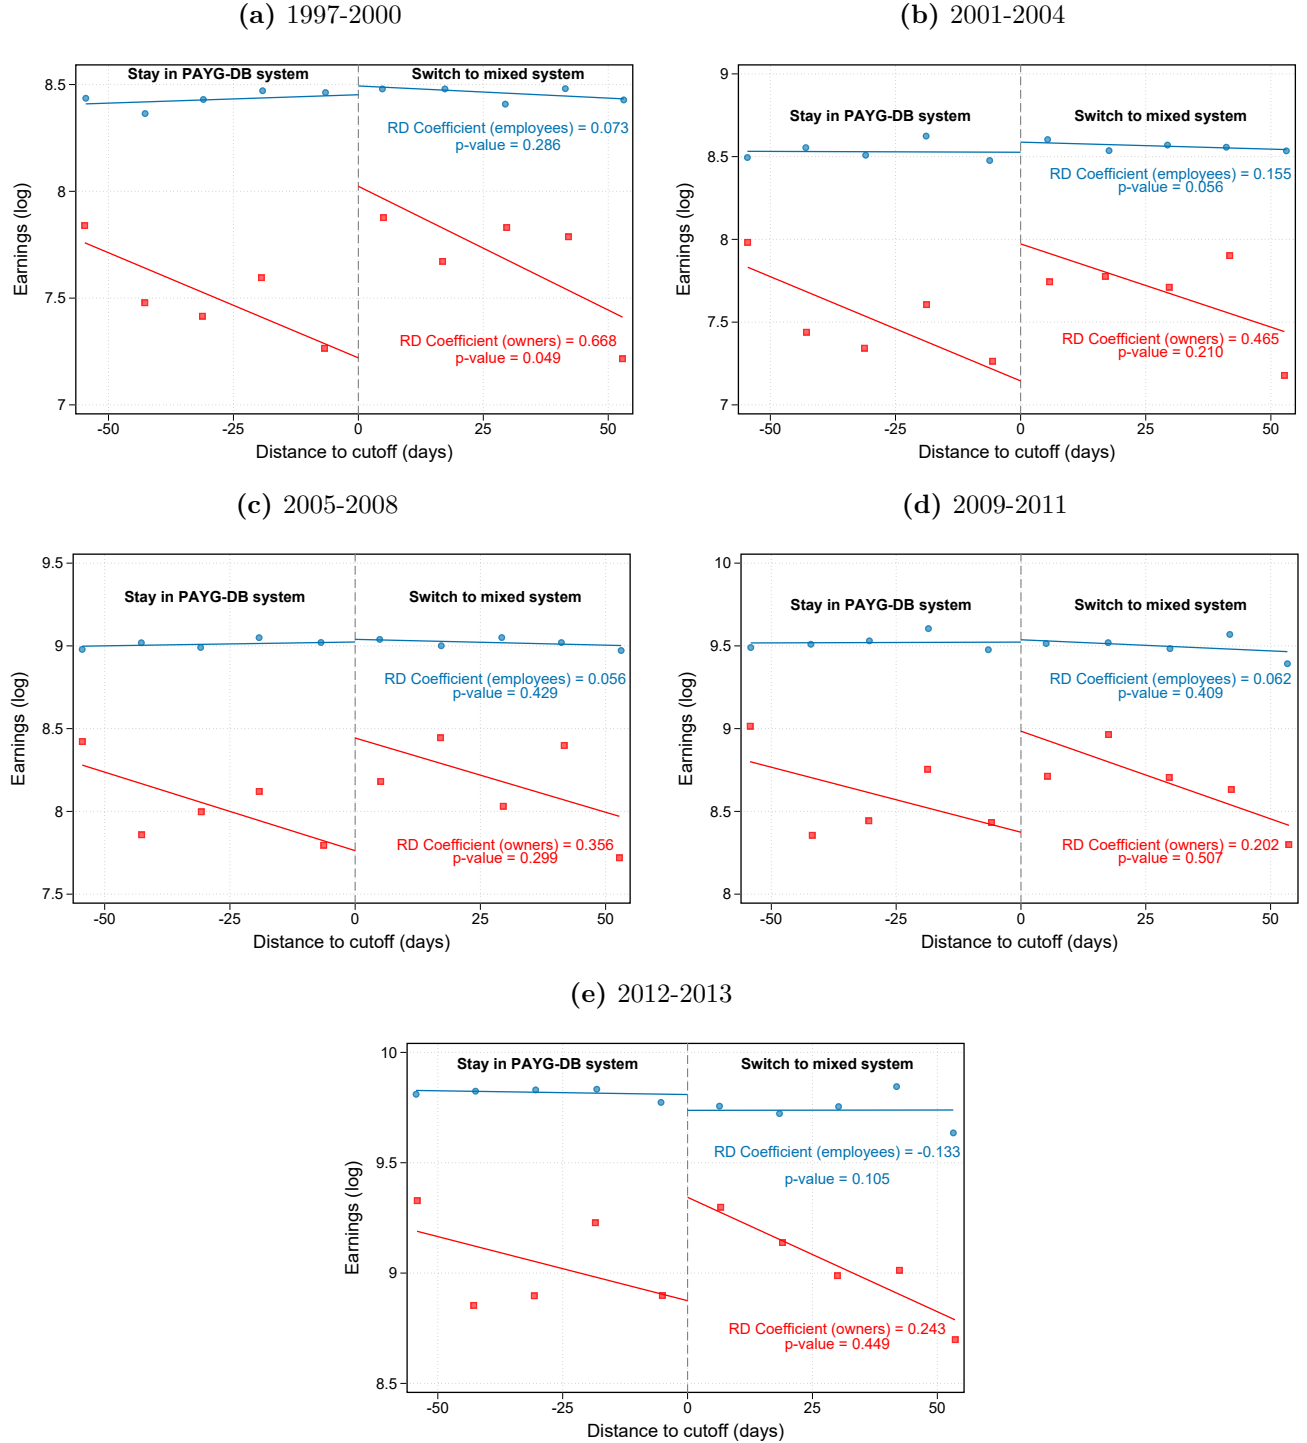 (a) 1997-2000
Stay in PAYG-DB system
Switch to mixed system
8.5
8
7.5
7
Earnings (log)
RD Coefficient (employees) = 0.073
p-value = 0.286
RD Coefficient (owners) = 0.668
p-value = 0.049
-50 -25 0 25 50
Distance to cutoff (days)
(b) 2001-2004
Stay in PAYG-DB system
Switch to mixed system
9
8.5
8
7.5
7
Earnings (log)
RD Coefficient (employees) = 0.155
p-value = 0.056
RD Coefficient (owners) = 0.465
p-value = 0.210
-50 -25 0 25 50
Distance to cutoff (days)
(c) 2005-2008
Stay in PAYG-DB system
Switch to mixed system
9.5
9
8.5
8
7.5
Earnings (log)
RD Coefficient (employees) = 0.056
p-value = 0.429
RD Coefficient (owners) = 0.356
p-value = 0.299
-50 -25 0 25 50
Distance to cutoff (days)
(d) 2009-2011
Stay in PAYG-DB system
Switch to mixed system
10
9.5
9
8.5
8
Earnings (log)
RD Coefficient (employees) = 0.062
p-value = 0.409
RD Coefficient (owners) = 0.202
p-value = 0.507
-50 -25 0 25 50
Distance to cutoff (days)
(e) 2012-2013
Stay in PAYG-DB system
Switch to mixed system
10
9.5
9
8.5
Earnings (log)
RD Coefficient (employees) = -0.133
p-value = 0.105
RD Coefficient (owners) = 0.243
p-value = 0.449
-50 -25 0 25 50
Distance to cutoff (days)